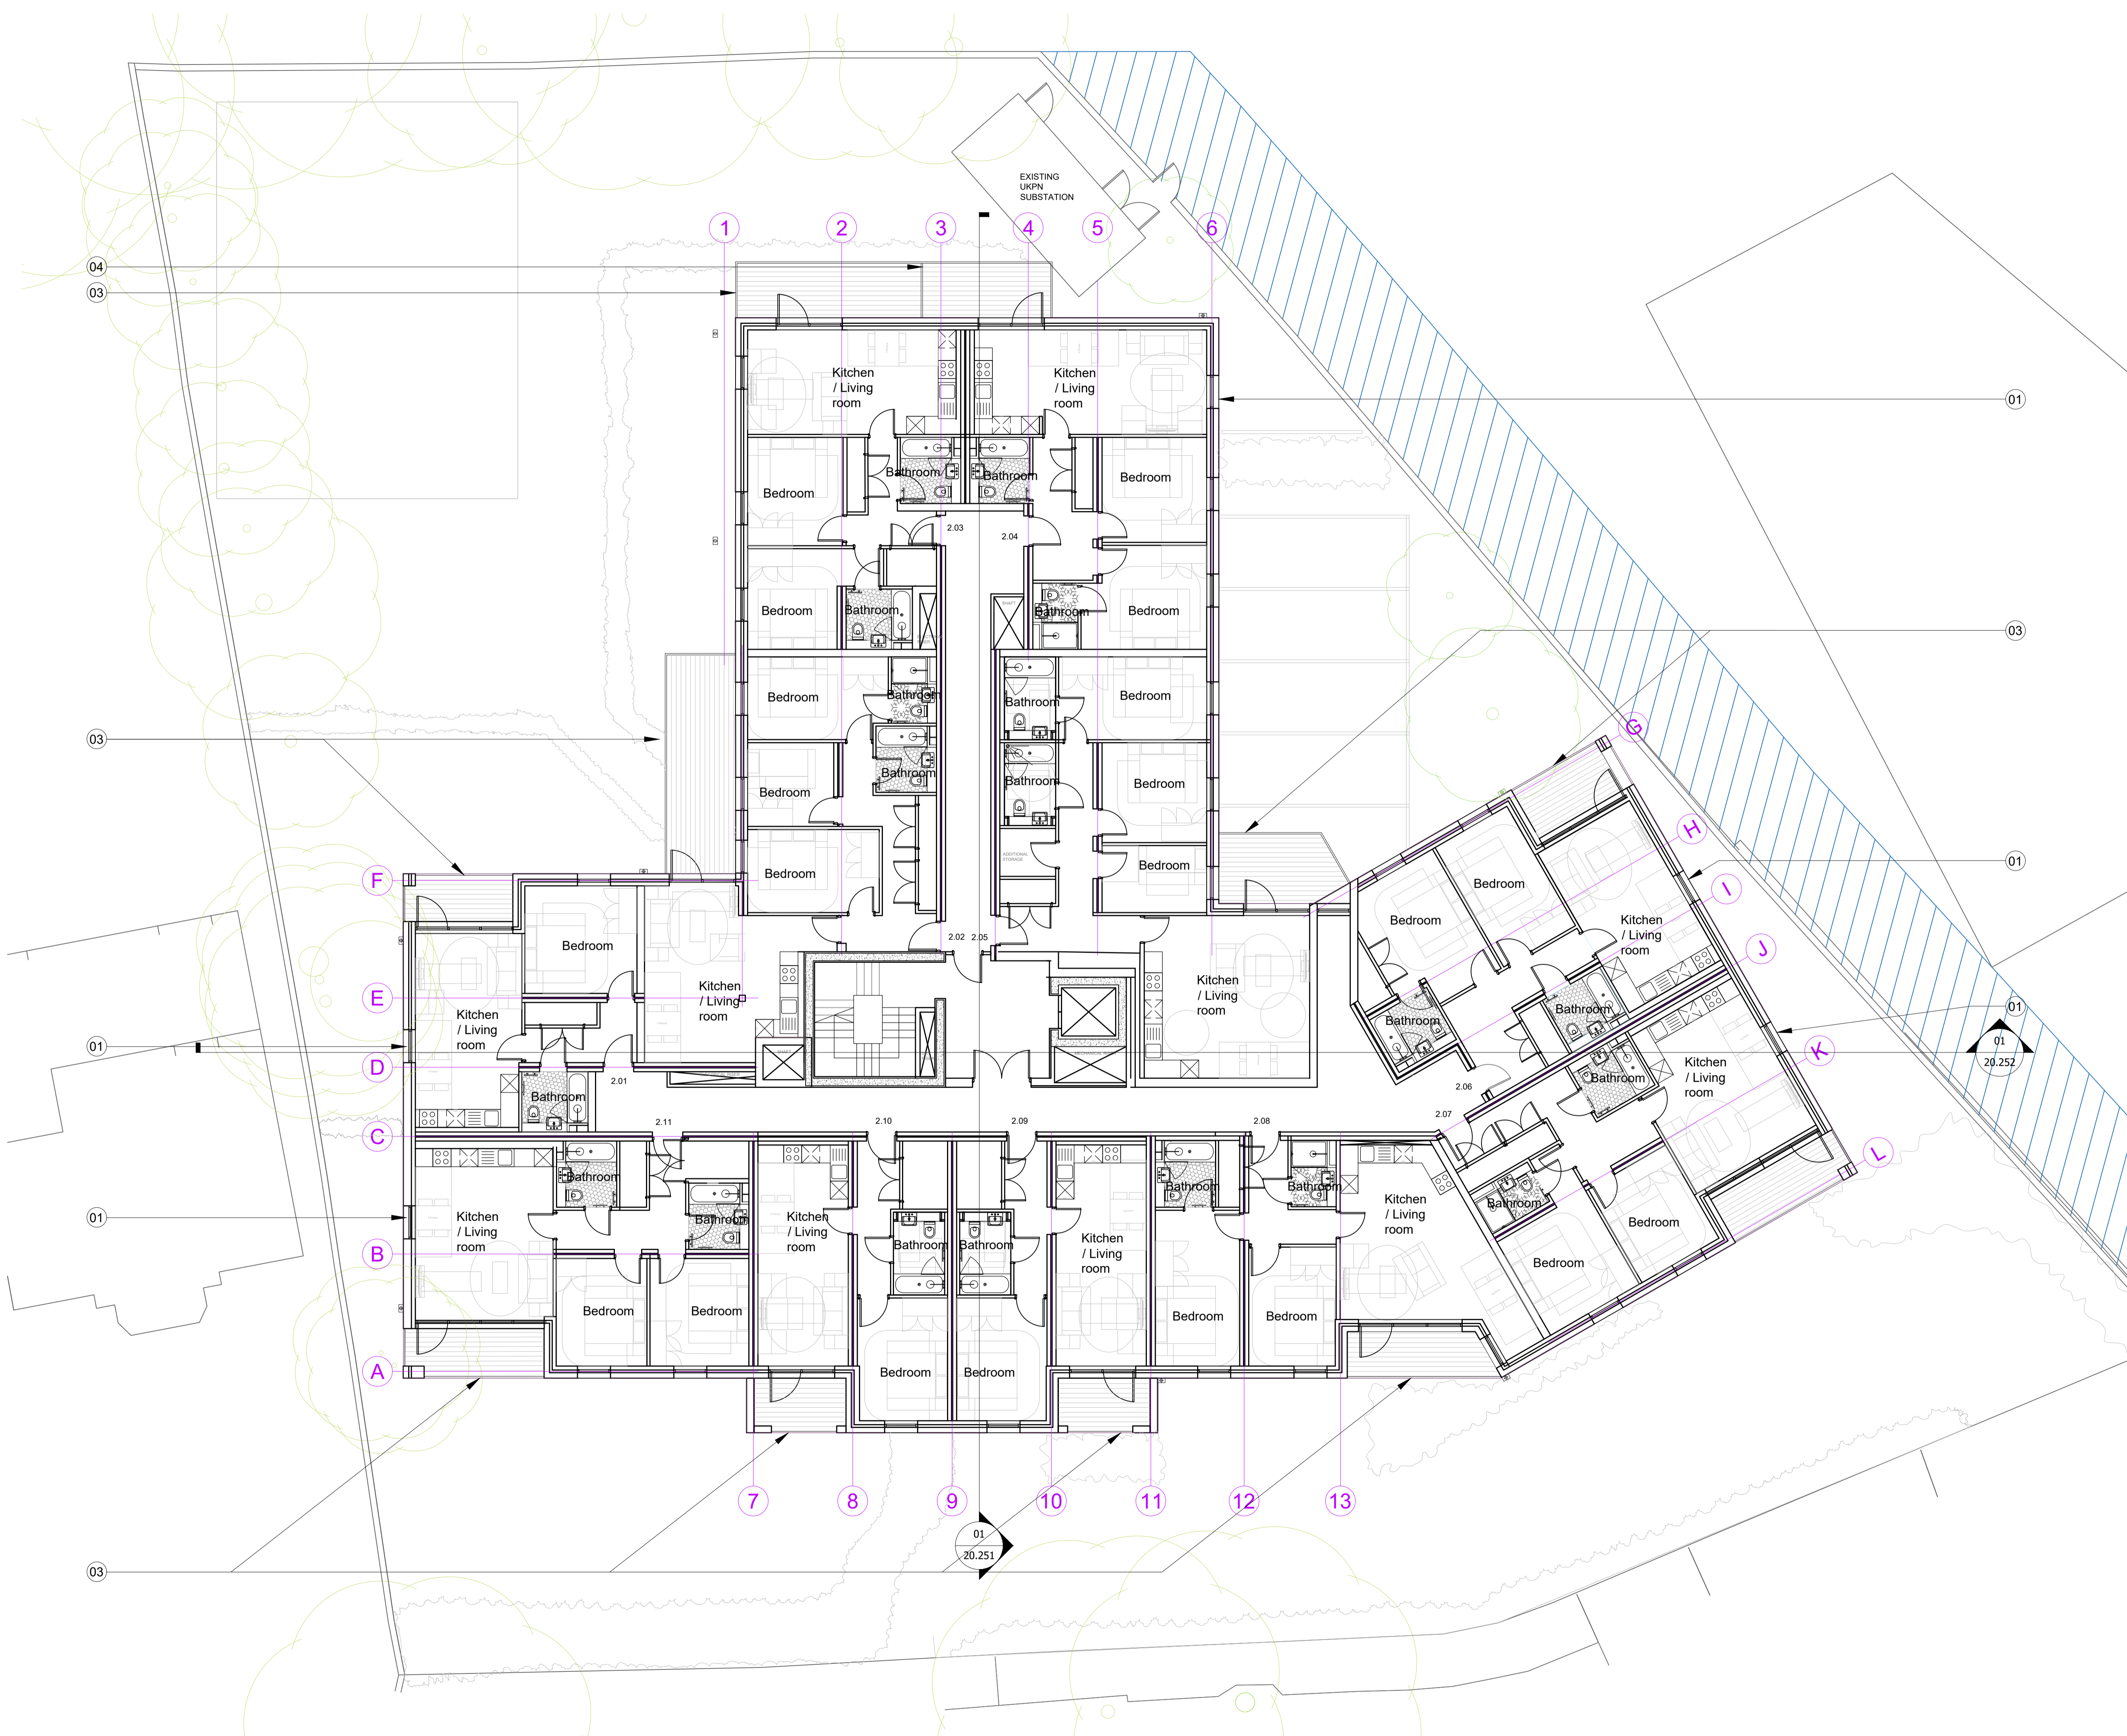 EXISTING
UKPN
SUBSTATION
1
2
3
4
5
6
04
03
01
Kitchen
/ Living
room
Kitchen
/ Living
room
Bathroom
Bathroom
Bedroom
Bedroom
2.03
2.04
SHAFT
Bedroom
Bathroom
Bathroom
Bedroom
03
Bedroom
Bathroom
Bathroom
Bedroom
03
G
Bedroom
Bathroom
Bathroom
Bedroom
H
ADDITIONAL
STORAGE
Bedroom
Bedroom
01
F
Bedroom
Bedroom
I
Bedroom
Kitchen
/ Living
room
2.02
2.05
J
E
Kitchen
/ Living
room
Kitchen
/ Living
room
Kitchen
/ Living
room
Bathroom
Bathroom
01
01
20.252
01
SHAFT
D
2.01
K
Kitchen
/ Living
room
Bathroom
2.06
Bathroom
C
2.11
2.10
2.09
2.08
2.07
L
Bathroom
Bathroom
Bathroom
Bathroom
01
Kitchen
/ Living
room
Bathroom
Kitchen
/ Living
room
Kitchen
/ Living
room
Kitchen
/ Living
room
Bedroom
B
Bathroom
Bathroom
Bedroom
Bedroom
Bedroom
Bedroom
Bedroom
A
Bedroom
Bedroom
7
8
9
10
11
12
13
01
20.251
03